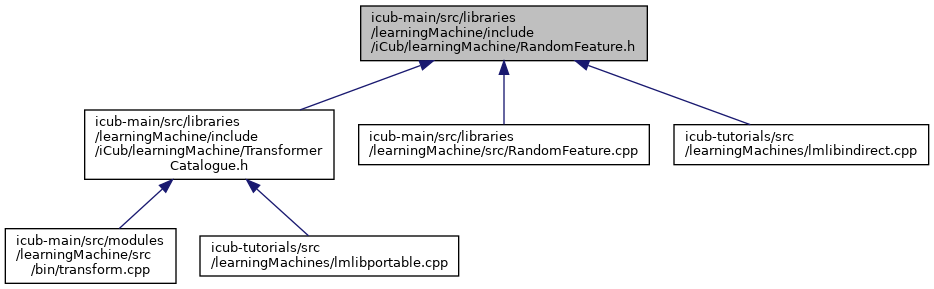 icub-main/src/libraries
/learningMachine/include
/iCub/learningMachine/RandomFeature.h
icub-main/src/libraries
/learningMachine/include
/iCub/learningMachine/Transformer
Catalogue.h
icub-main/src/libraries
/learningMachine/src/RandomFeature.cpp
icub-tutorials/src
/learningMachines/lmlibindirect.cpp
icub-main/src/modules
/learningMachine/src
/bin/transform.cpp
icub-tutorials/src
/learningMachines/lmlibportable.cpp